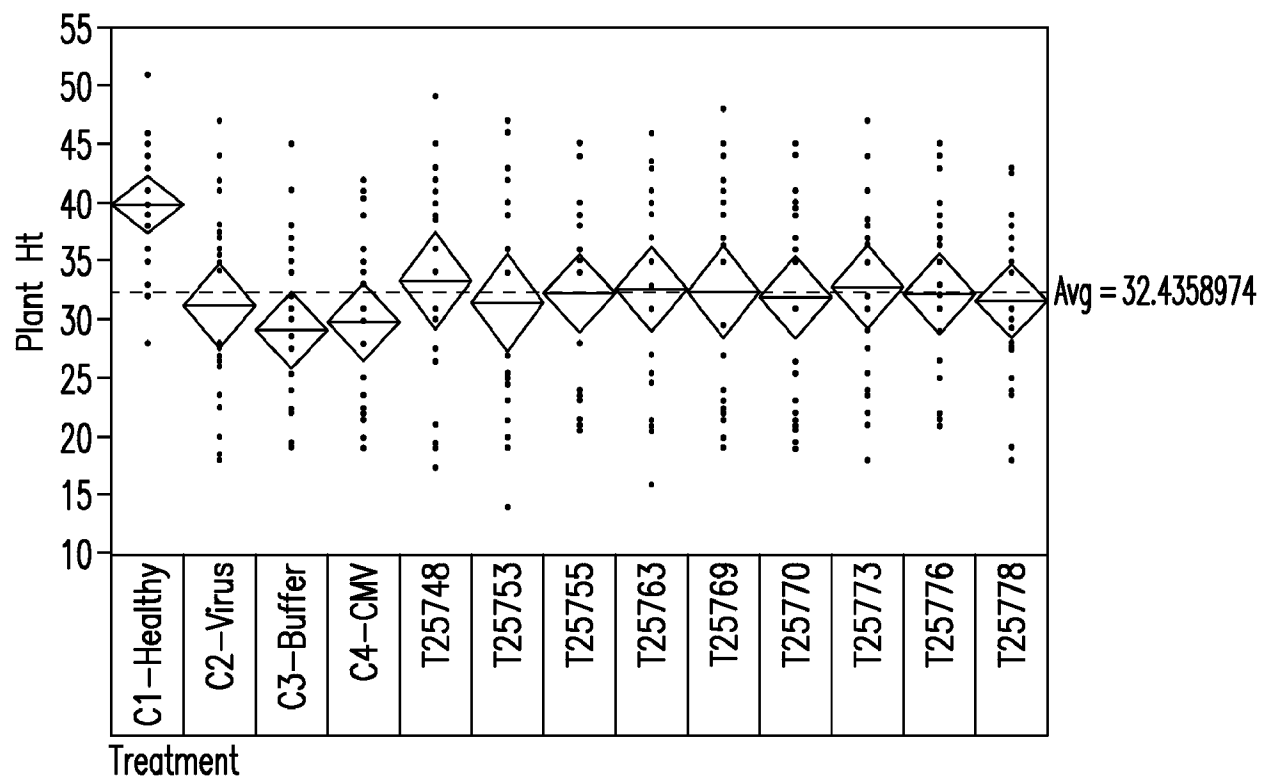 55
50
45
40
35
30
25
20
15
10
Plant Ht
Avg = 32.4358974
C1-Healthy
C2-Virus
C3-Buffer
C4-CMV
T25748
T25753
T25755
T25763
T25769
T25770
T25773
T25776
T25778
Treatment